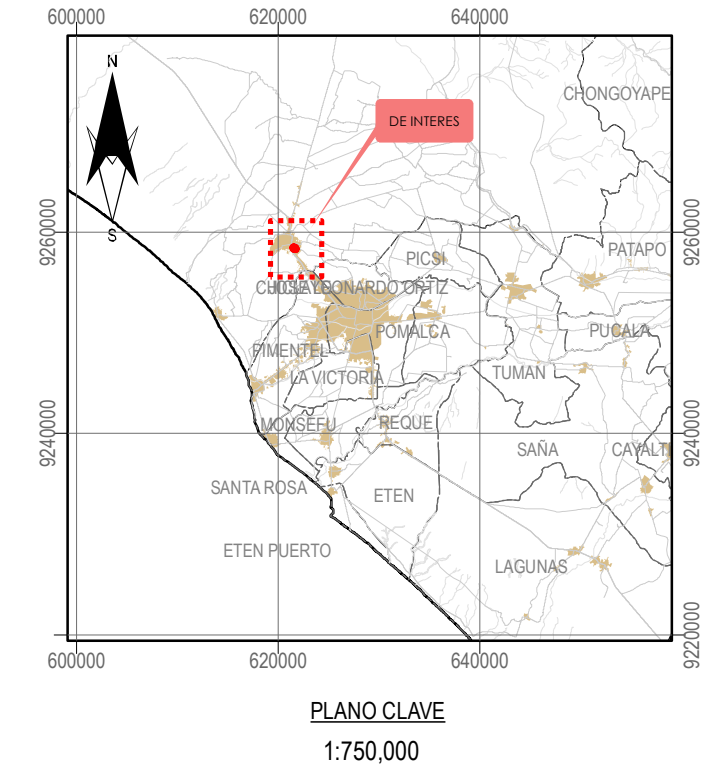 600000 620000 640000
N
CHONGOYAPE
DE INTERES
S
9260000 9260000
PATAPO
PICSI
JOSE LEONARDO ORTIZ
CHICLAYO
POMALCA
PUCALA
PIMENTEL
TUMAN
LA VICTORIA
MONSEFU
REQUE
9240000 9240000
SAÑA
CAYALTI
SANTA ROSA
ETEN
ETEN PUERTO
LAGUNAS
9220000
600000 620000 640000
PLANO CLAVE
1:750,000